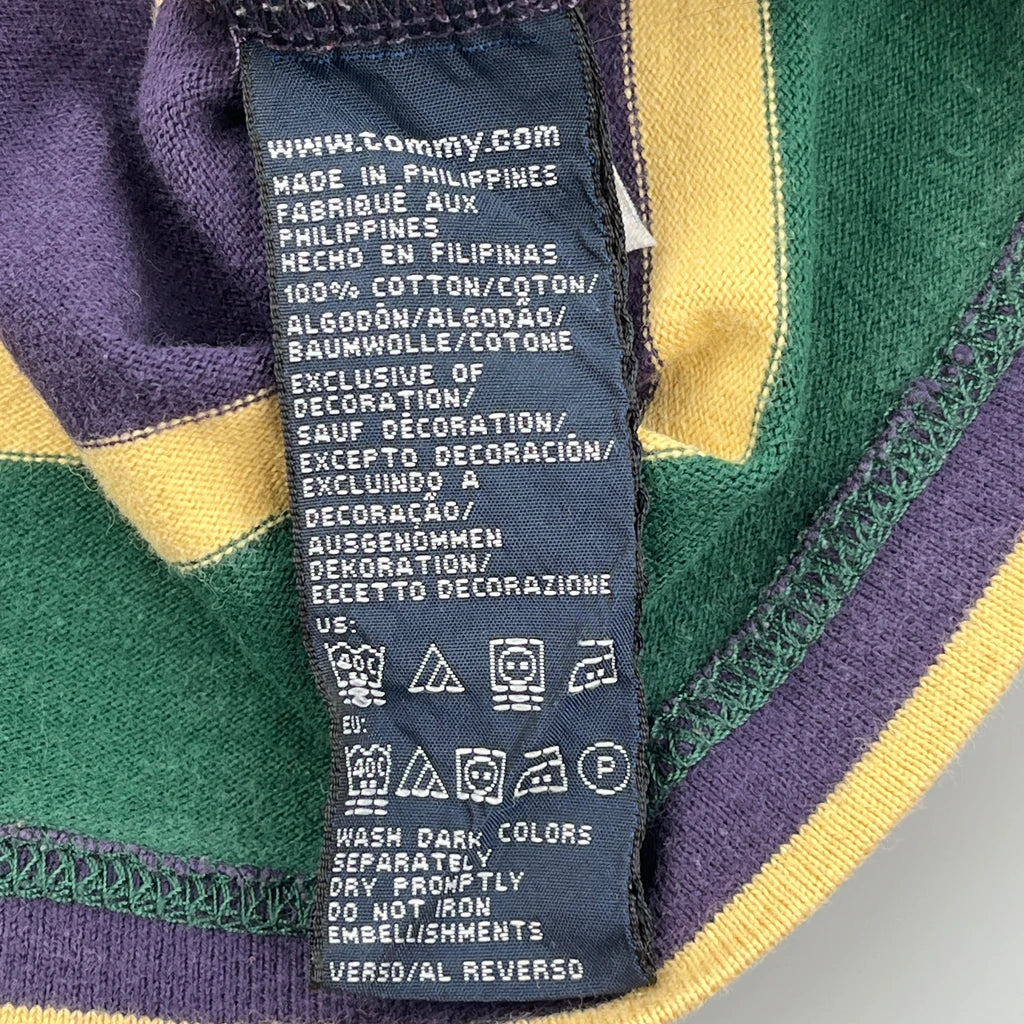 www.tommy.com
MADE IN PHILIPPINES
FABRIQUÉ AUX
PHILIPPINES
HECHO EN FILIPINAS
100% COTTON/COTON/
ALGODÓN/ALGODÃO/
BAUMWOLLE/COTONE
EXCLUSIVE OF
DECORATION/
SAUF DÉCORATION/
EXCEPTO DECORACIÓN/
EXCLUINDO A
DECORAÇÃO/
AUSGENOMMEN
DEKORATION/
ECCETTO DECORAZIONE
US:
40C
EU:
40C P
WASH DARK COLORS
SEPARATELY
DRY PROMPTLY
DO NOT IRON
EMBELLISHMENTS
VERSO/AL REVERSO